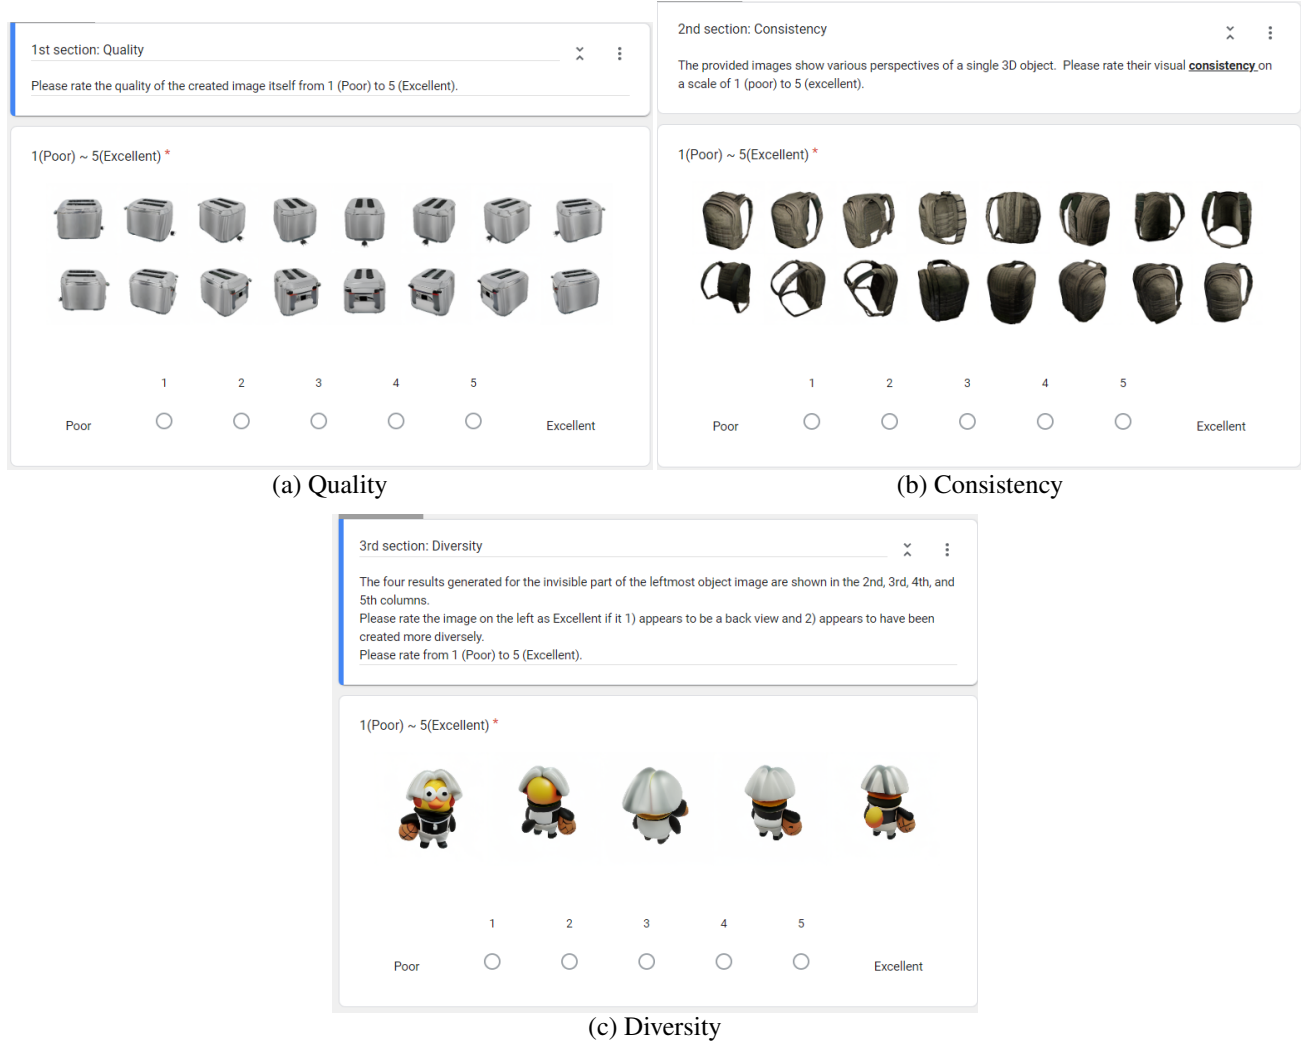 1st section: Quality
Please rate the quality of the created image itself from 1 (Poor) to 5 (Excellent).
1(Poor) ~ 5(Excellent) *
1 2 3 4 5
Poor Excellent
(a) Quality
2nd section: Consistency
The provided images show various perspectives of a single 3D object. Please rate their visual consistency on
a scale of 1 (poor) to 5 (excellent).
1(Poor) ~ 5(Excellent) *
1 2 3 4 5
Poor Excellent
(b) Consistency
3rd section: Diversity
The four results generated for the invisible part of the leftmost object image are shown in the 2nd, 3rd, 4th, and
5th columns.
Please rate the image on the left as Excellent if it 1) appears to be a back view and 2) appears to have been
created more diversely.
Please rate from 1 (Poor) to 5 (Excellent).
1(Poor) ~ 5(Excellent) *
1 2 3 4 5
Poor Excellent
(c) Diversity